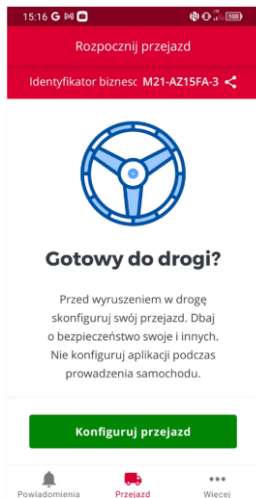 15:16 G 100
Rozpocznij przejazd
Identyfikator biznesc M21-AZ15FA-3
Gotowy do drogi?
Przed wyruszeniem w drogę
skonfiguruj swój przejazd. Dbaj
o bezpieczeństwo swoje i innych.
Nie konfiguruj aplikacji podczas
prowadzenia samochodu.
Konfiguruj przejazd
Powiadomienia Przejazd Więcej